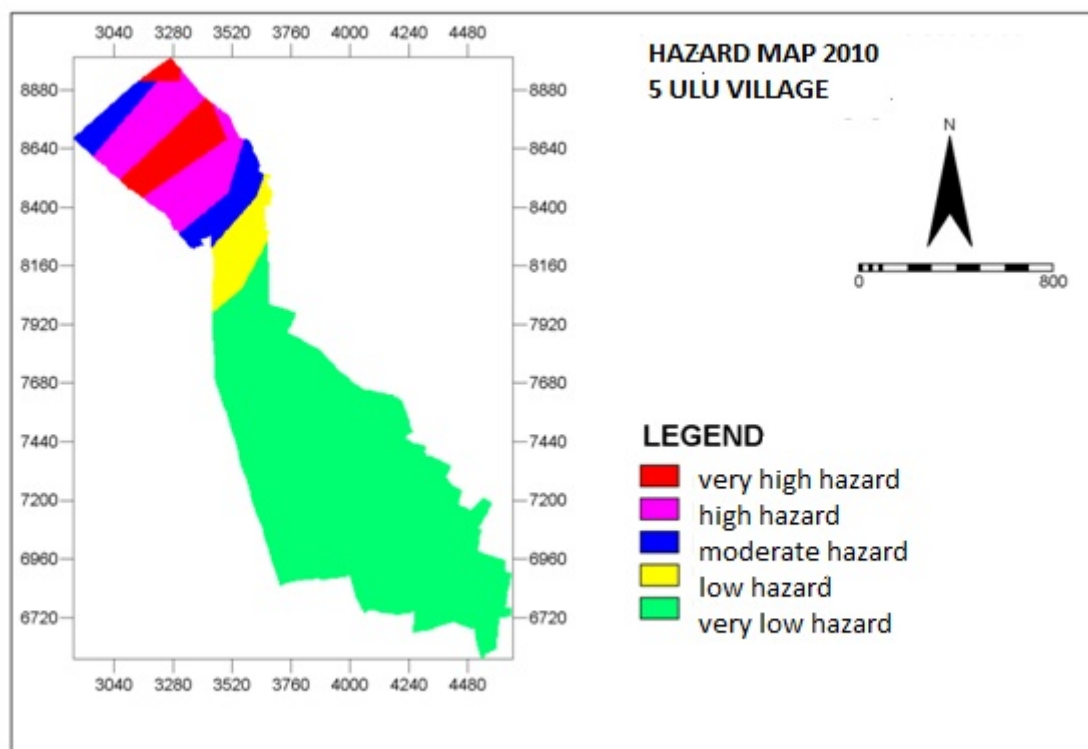 3040 3280 3520 3760 4000 4240 4480
HAZARD MAP 2010
5 ULU VILLAGE
8880 8880
8640 8640
N
8400 8400
8160 8160
0 800
7920 7920
7680 7680
7440 7440
LEGEND
very high hazard
7200 7200
high hazard
moderate hazard
6960 6960
low hazard
6720 6720
very low hazard
3040 3280 3520 3760 4000 4240 4480